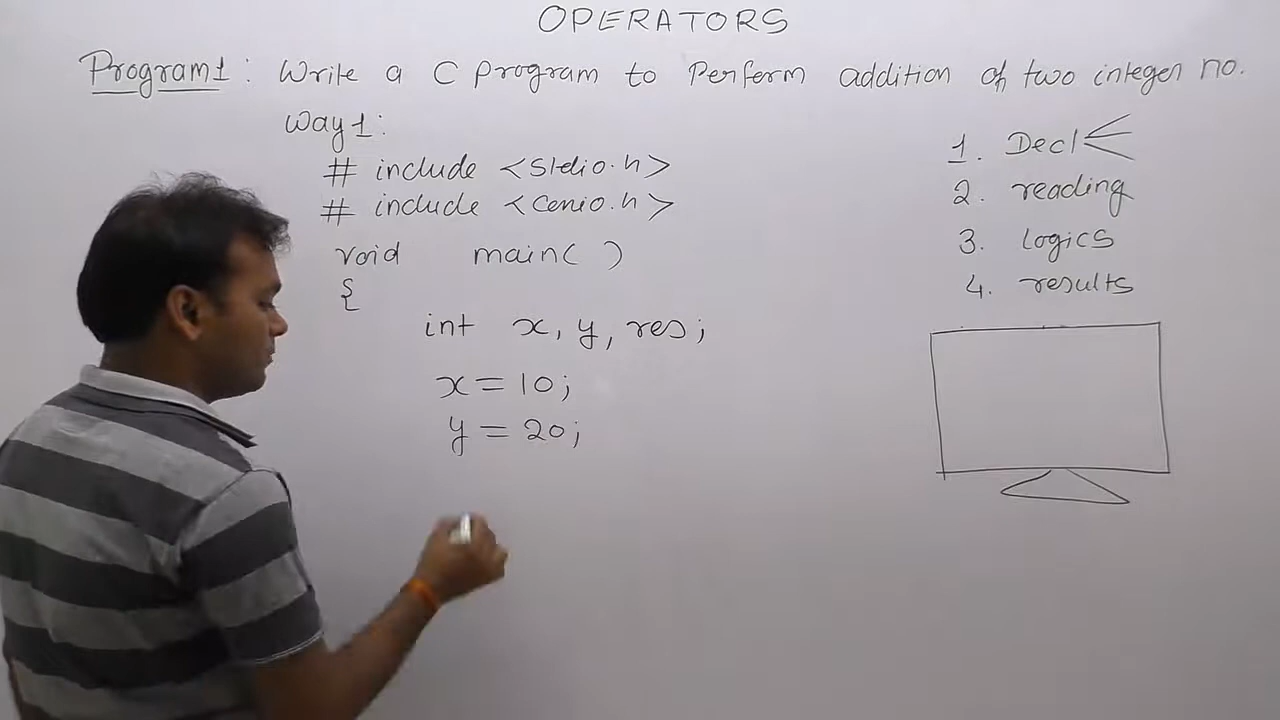 OPERATORS
Program1: Write a C program to Perform addition of two integer no.
Way1:
# include <stdio.h>
# include <conio.h>
void main( )
{
int x, y, res;
x = 10;
y = 20;
1. Decl
2. reading
3. logics
4. results